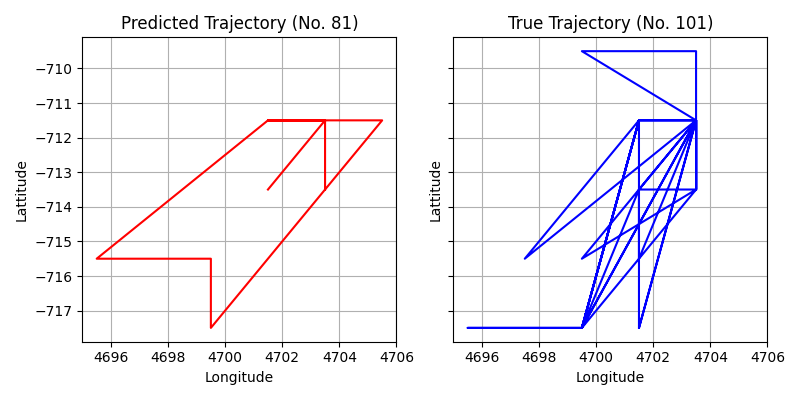 Predicted Trajectory (No. 81)
True Trajectory (No. 101)
−710
−711
−712
−713
−714
−715
−716
−717
Lattitude
Lattitude
4696 4698 4700 4702 4704 4706
4696 4698 4700 4702 4704 4706
Longitude
Longitude